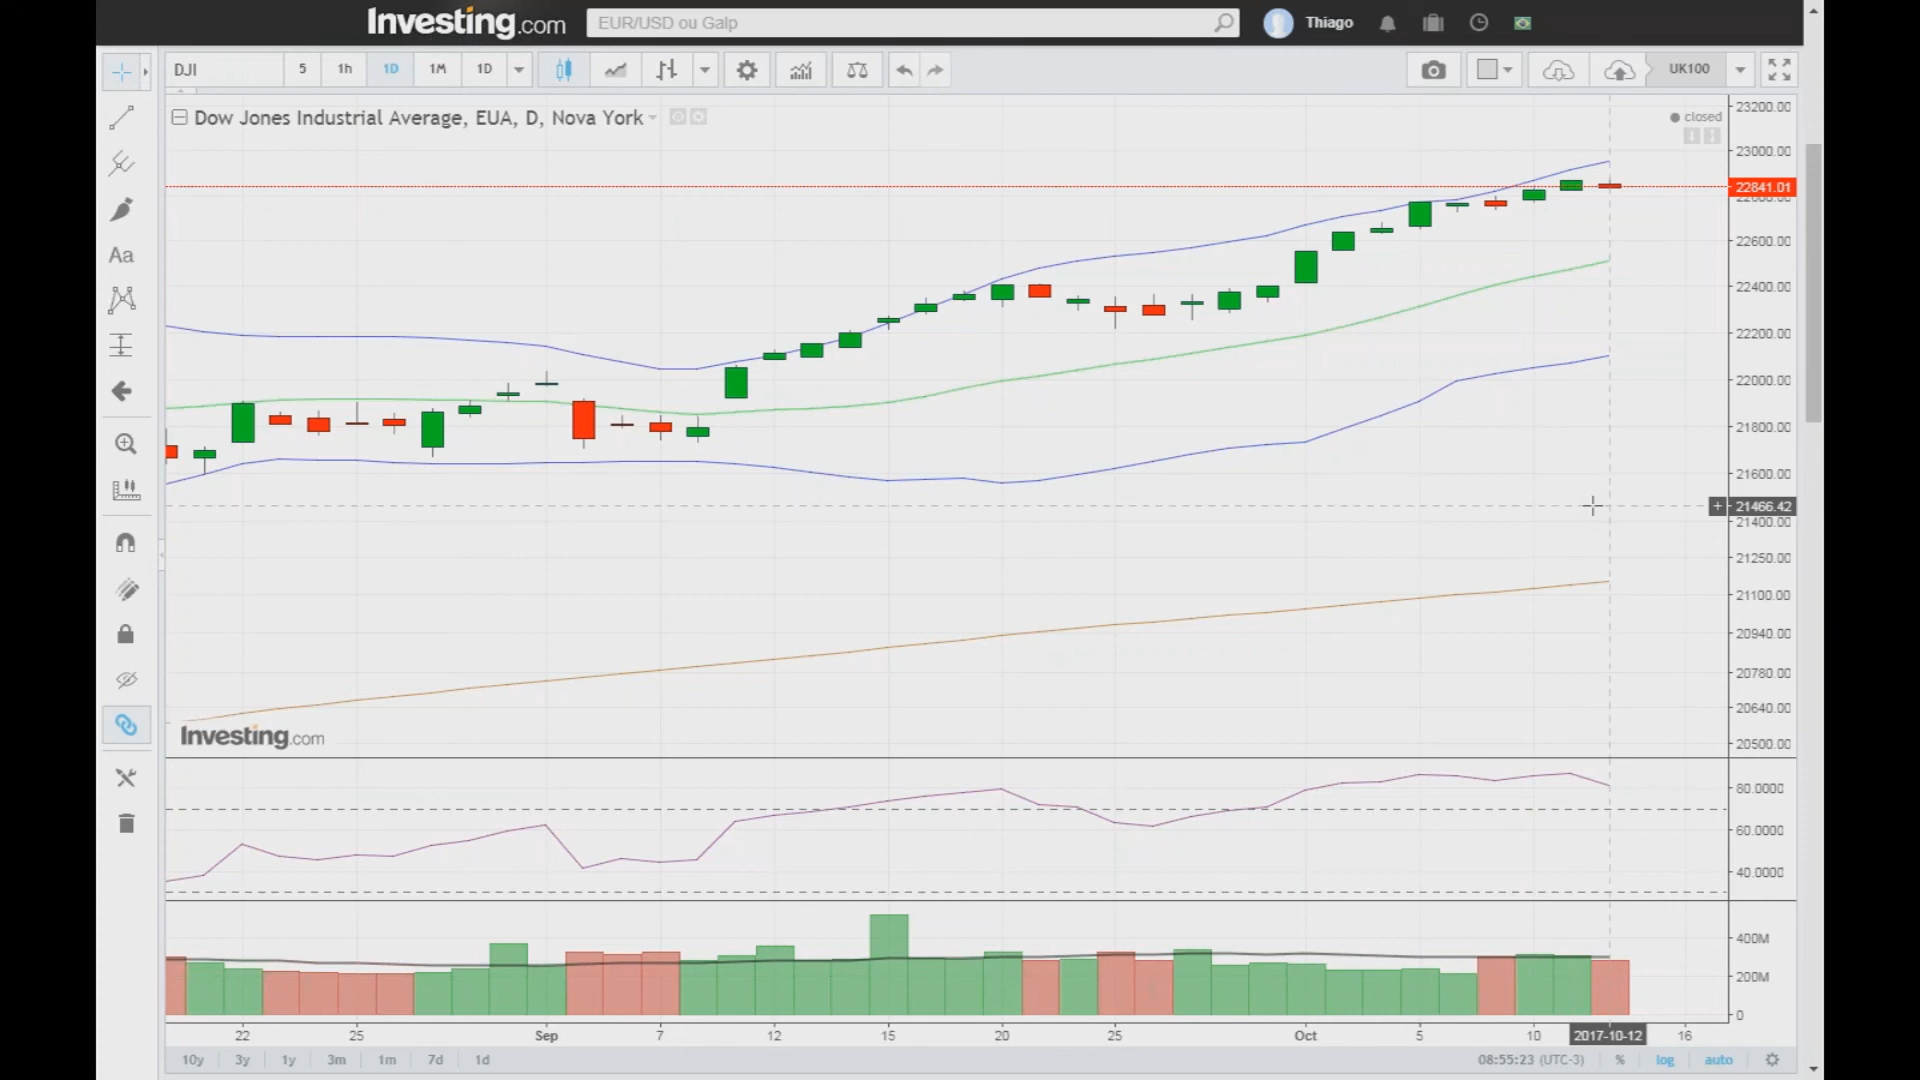 Investing.com
EUR/USD ou Galp
Thiago
DJI
5
1h
1D
1M
1D
UK100
Dow Jones Industrial Average, EUA, D, Nova York
closed
Aa
23200.00
23000.00
22841.01
22600.00
22400.00
22200.00
22000.00
21800.00
21600.00
21466.42
21400.00
21250.00
21100.00
20940.00
20780.00
20640.00
20500.00
Investing.com
80.0000
60.0000
40.0000
400M
200M
0
22 25 Sep 7 12 15 20 25 Oct 5 10 2017-10-12 16
10y 3y 1y 3m 1m 7d 1d
08:55:23 (UTC-3) % log auto